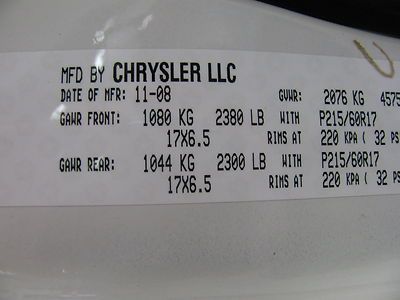 MFD BY CHRYSLER LLC
DATE OF MFR: 11-08 GVWR: 2076 KG 4575
GAWR FRONT: 1080 KG 2380 LB WITH P215/60R17
17X6.5 RIMS AT 220 KPA ( 32 PS
GAWR REAR: 1044 KG 2300 LB WITH P215/60R17
17X6.5 RIMS AT 220 KPA ( 32 PS